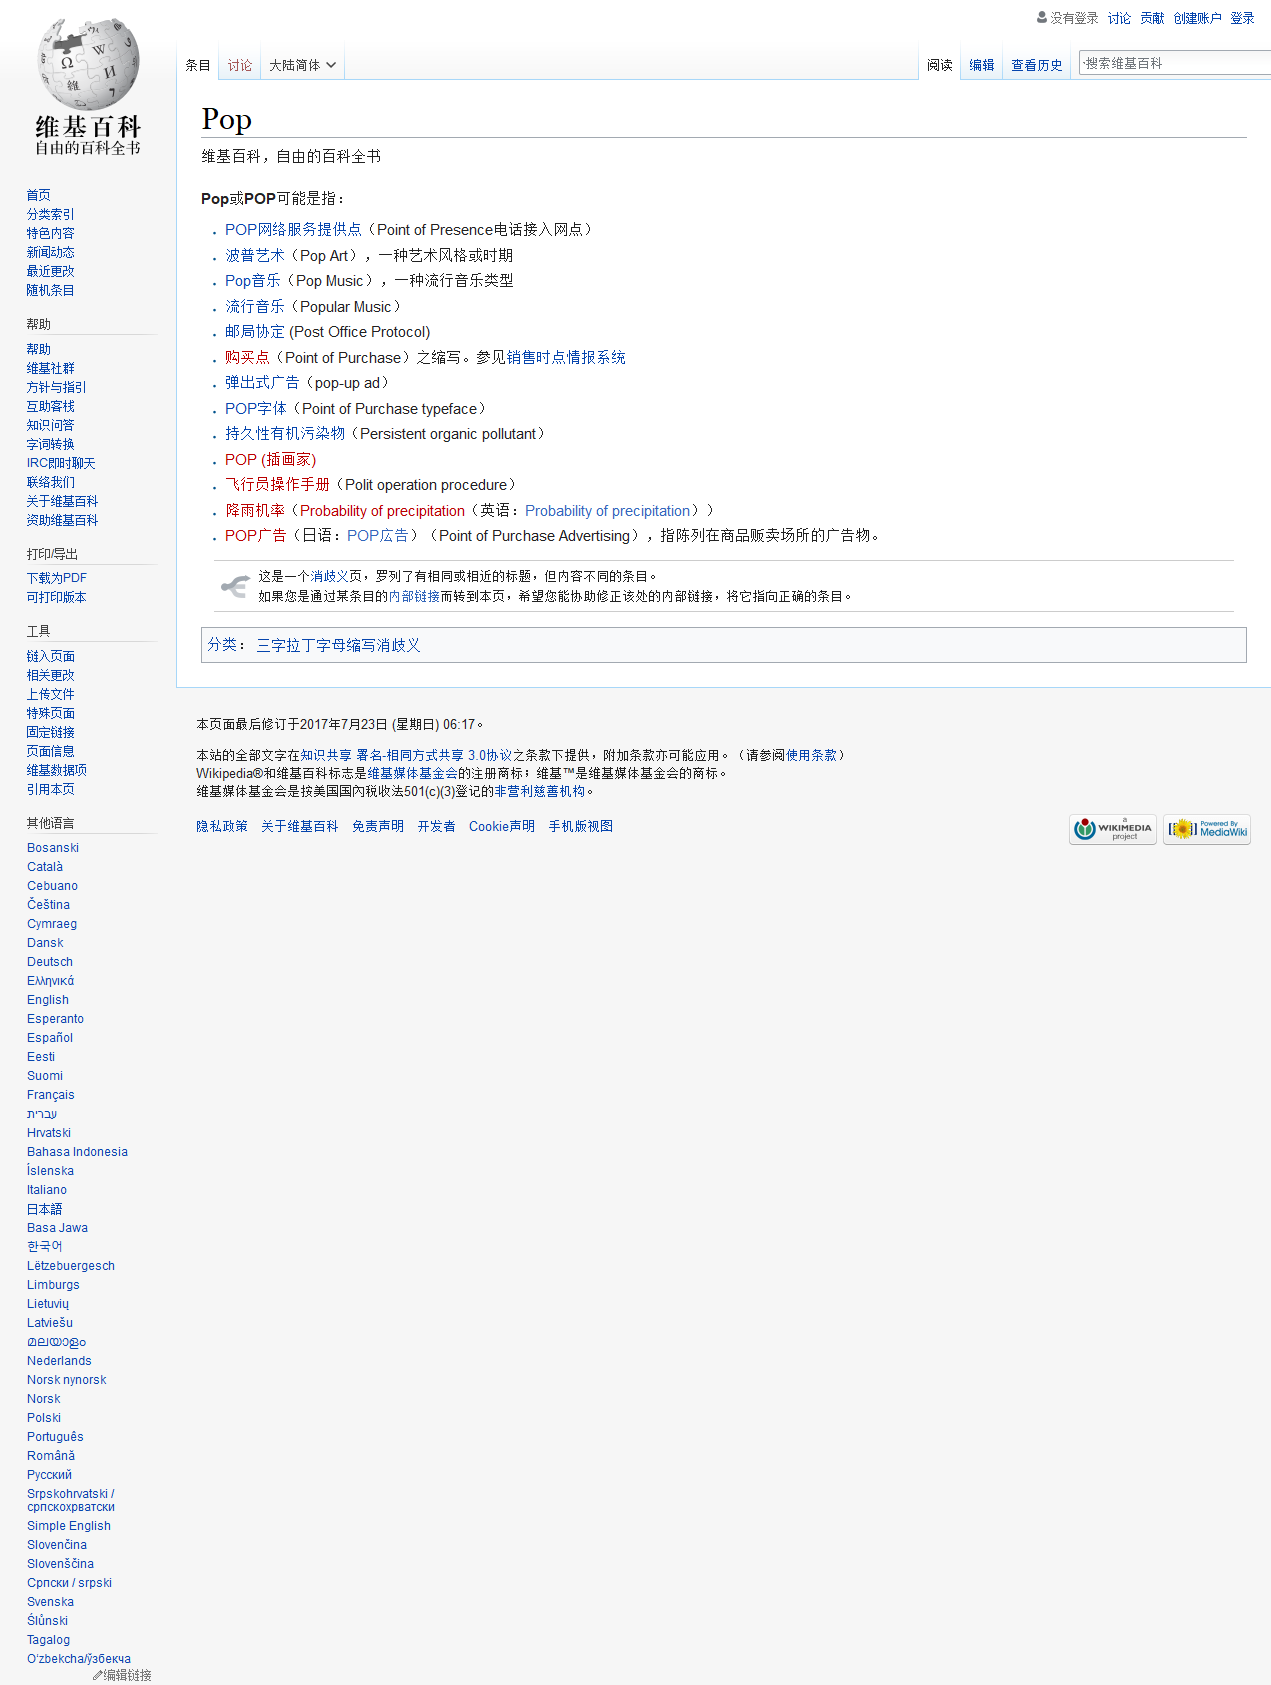 没有登录 讨论 贡献 创建账户 登录
条目 讨论 大陆简体 阅读 编辑 查看历史 搜索维基百科
维基百科
自由的百科全书
Pop
维基百科，自由的百科全书
Pop或POP可能是指：
POP网络服务提供点（Point of Presence电话接入网点）
波普艺术（Pop Art），一种艺术风格或时期
Pop音乐（Pop Music），一种流行音乐类型
流行音乐（Popular Music）
邮局协定 (Post Office Protocol)
购买点（Point of Purchase）之缩写。参见销售时点情报系统
弹出式广告（pop-up ad）
POP字体（Point of Purchase typeface）
持久性有机污染物（Persistent organic pollutant）
POP (插画家)
飞行员操作手册（Polit operation procedure）
降雨机率（Probability of precipitation（英语：Probability of precipitation））
POP广告（日语：POP広告）（Point of Purchase Advertising），指陈列在商品贩卖场所的广告物。
这是一个消歧义页，罗列了有相同或相近的标题，但内容不同的条目。
如果您是通过某条目的内部链接而转到本页，希望您能协助修正该处的内部链接，将它指向正确的条目。
分类： 三字拉丁字母缩写消歧义
本页面最后修订于2017年7月23日 (星期日) 06:17。
本站的全部文字在知识共享 署名-相同方式共享 3.0协议之条款下提供，附加条款亦可能应用。（请参阅使用条款）
Wikipedia®和维基百科标志是维基媒体基金会的注册商标；维基™是维基媒体基金会的商标。
维基媒体基金会是按美国国內稅收法501(c)(3)登记的非营利慈善机构。
隐私政策 关于维基百科 免责声明 开发者 Cookie声明 手机版视图
a WIKIMEDIA project
Powered By MediaWiki
首页
分类索引
特色内容
新闻动态
最近更改
随机条目
帮助
帮助
维基社群
方针与指引
互助客栈
知识问答
字词转换
IRC即时聊天
联络我们
关于维基百科
资助维基百科
打印/导出
下载为PDF
可打印版本
工具
链入页面
相关更改
上传文件
特殊页面
固定链接
页面信息
维基数据项
引用本页
其他语言
Bosanski
Català
Cebuano
Čeština
Cymraeg
Dansk
Deutsch
Ελληνικά
English
Esperanto
Español
Eesti
Suomi
Français
עברית
Hrvatski
Bahasa Indonesia
Íslenska
Italiano
日本語
Basa Jawa
한국어
Lëtzebuergesch
Limburgs
Lietuvių
Latviešu
മലയാളം
Nederlands
Norsk nynorsk
Norsk
Polski
Português
Română
Русский
Srpskohrvatski /
српскохрватски
Simple English
Slovenčina
Slovenščina
Српски / srpski
Svenska
Ślůnski
Tagalog
Oʻzbekcha/ўзбекча
编辑链接